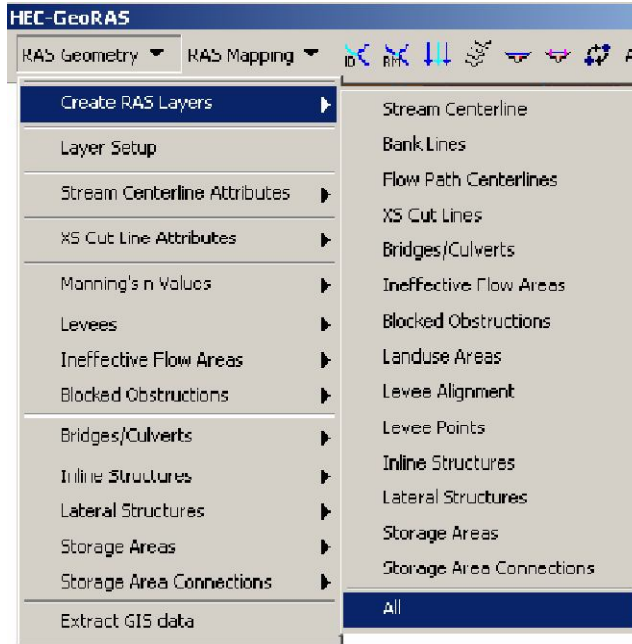 HEC-GeoRAS
RAS Geometry RAS Mapping ID RM
Create RAS Layers
Layer Setup
Stream Centerline Attributes
XS Cut Line Attributes
Manning's n Values
Levees
Ineffective Flow Areas
Blocked Obstructions
Bridges/Culverts
Inline Structures
Lateral Structures
Storage Areas
Storage Area Connections
Extract GIS data
Stream Centerline
Bank Lines
Flow Path Centerlines
XS Cut Lines
Bridges/Culverts
Ineffective Flow Areas
Blocked Obstructions
Landuse Areas
Levee Alignment
Levee Points
Inline Structures
Lateral Structures
Storage Areas
Storage Area Connections
All